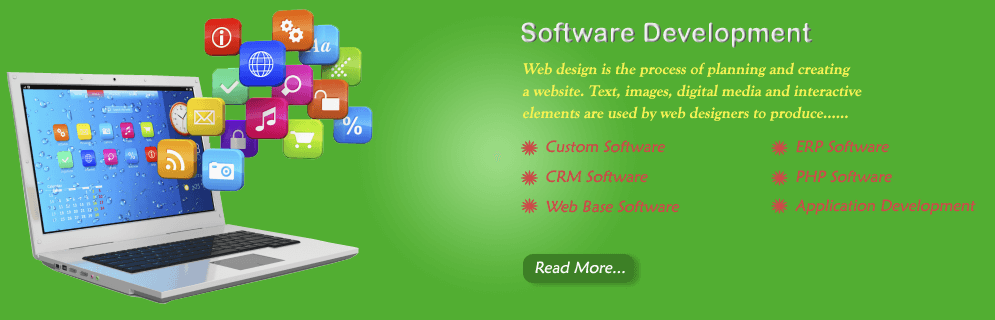 Software Development
Web design is the process of planning and creating
a website. Text, images, digital media and interactive
elements are used by web designers to produce......
Custom Software
ERP Software
CRM Software
PHP Software
Web Base Software
Application Development
Read More...
Aa
%